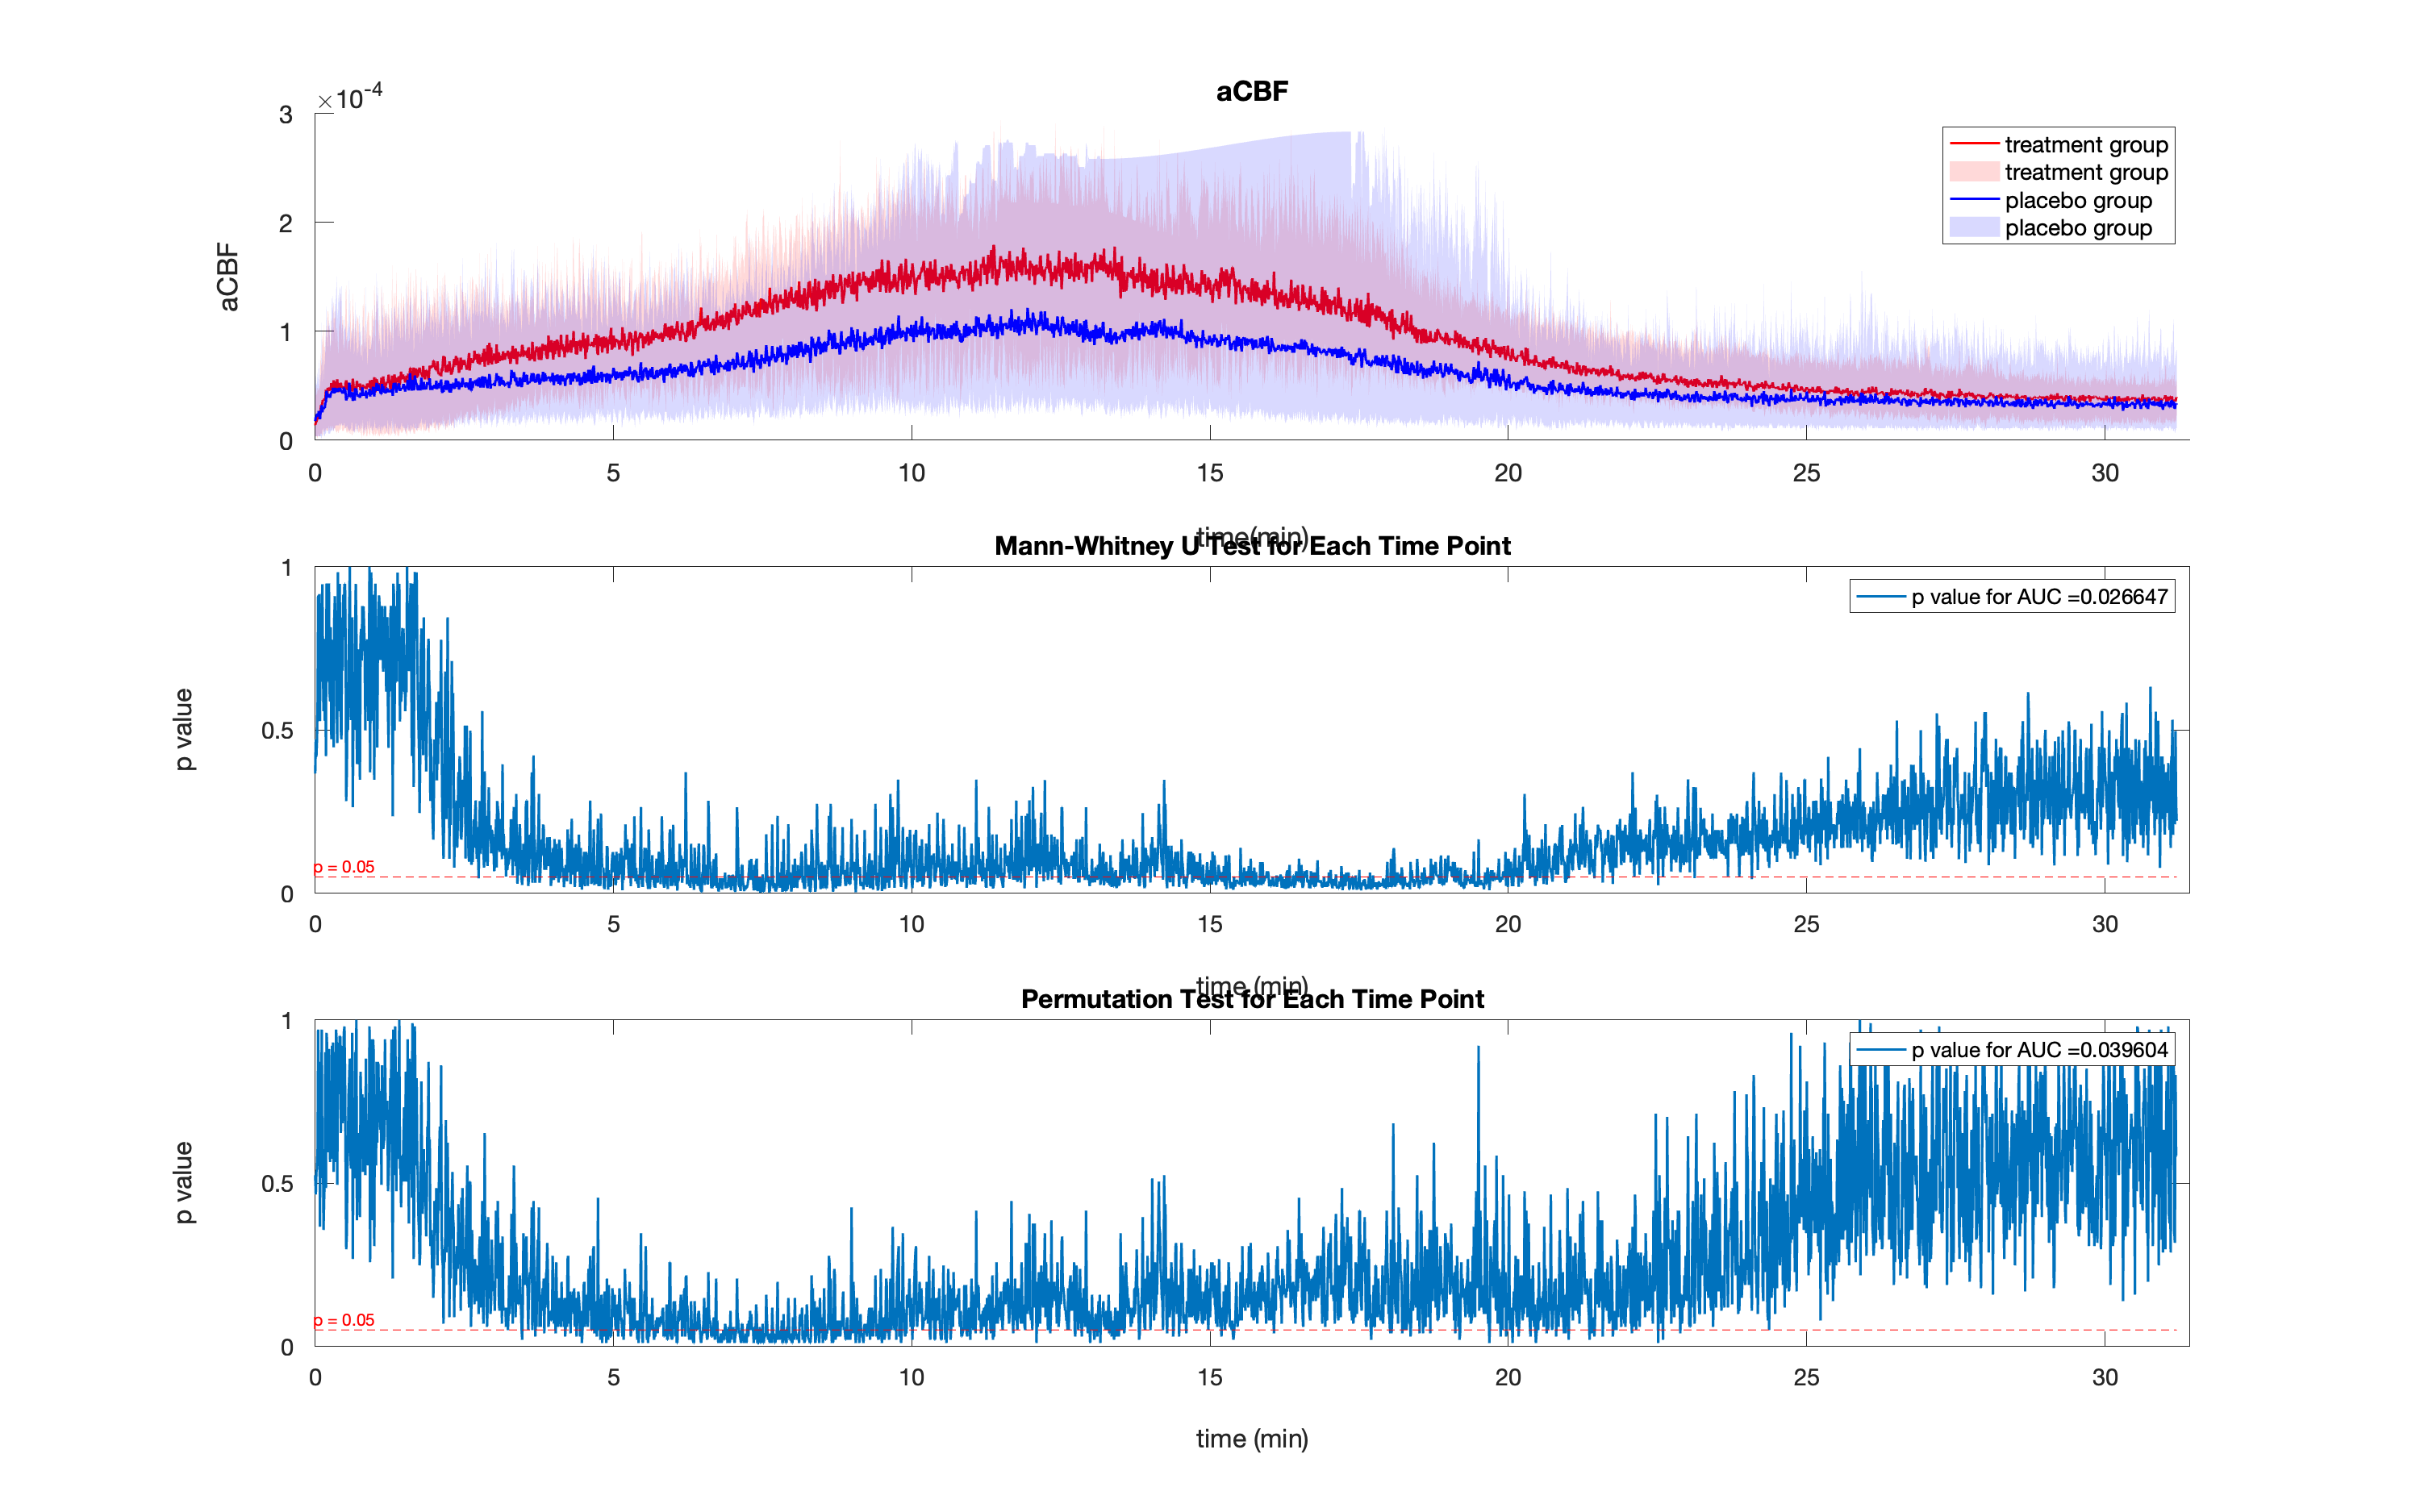 aCBF
×10-4
3
2
1
0
aCBF
0 5 10 15 20 25 30
time(min)
treatment group
treatment group
placebo group
placebo group
Mann-Whitney U Test for Each Time Point
1
0.5
0
p value
p = 0.05
p value for AUC =0.026647
0 5 10 15 20 25 30
time (min)
Permutation Test for Each Time Point
1
0.5
0
p value
p = 0.05
p value for AUC =0.039604
0 5 10 15 20 25 30
time (min)